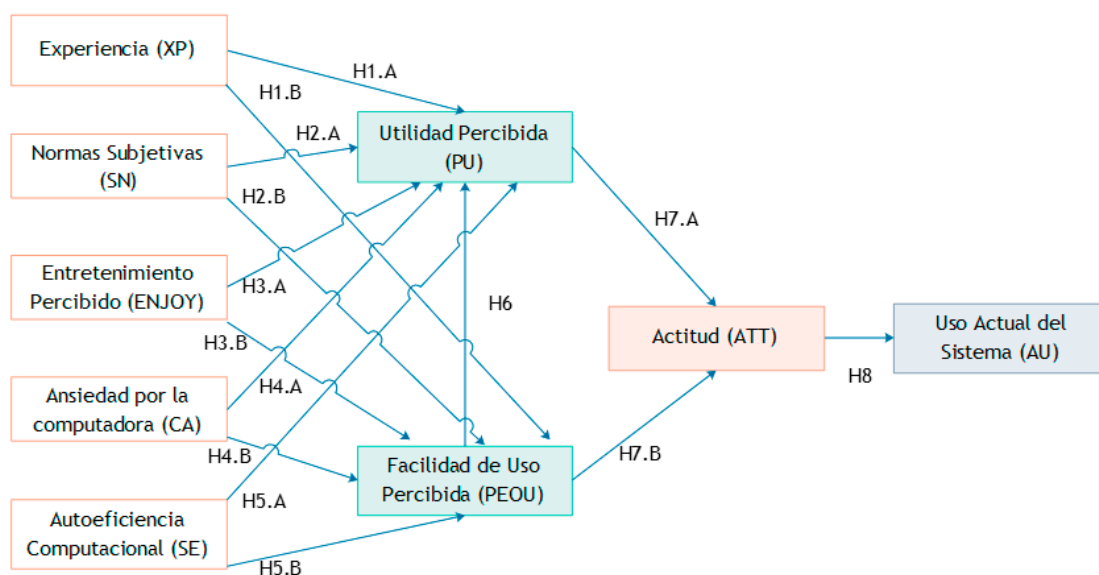 Experiencia (XP)
H1.A
H1.B
Utilidad Percibida
(PU)
Normas Subjetivas
(SN)
H2.A
H2.B
H7.A
Entretenimiento
Percibido (ENJOY)
H3.A
H3.B
H6
Actitud (ATT)
H8
Uso Actual del
Sistema (AU)
Ansiedad por la
computadora (CA)
H4.A
H4.B
Facilidad de Uso
Percibida (PEOU)
H7.B
Autoeficiencia
Computacional (SE)
H5.A
H5.B